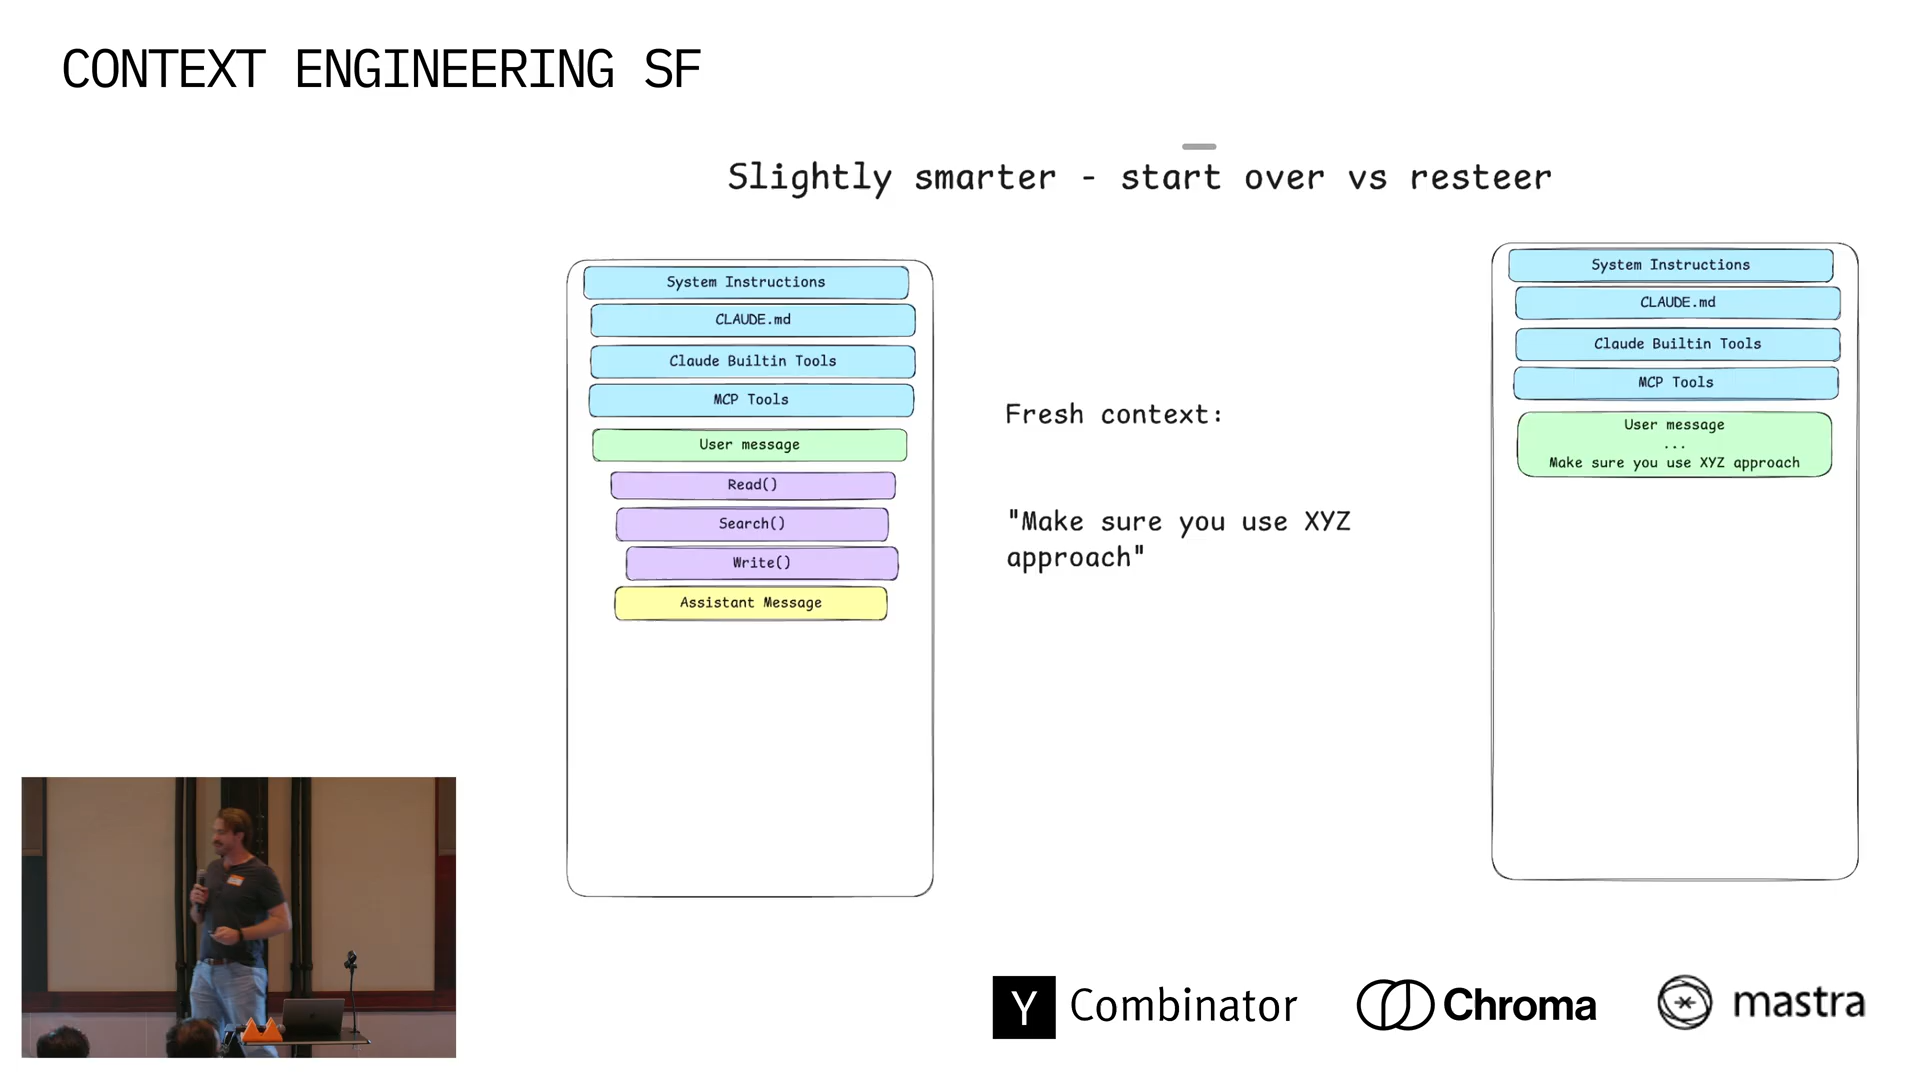 CONTEXT ENGINEERING SF
Slightly smarter - start over vs resteer
System Instructions
CLAUDE.md
Claude Builtin Tools
MCP Tools
User message
Read()
Search()
Write()
Assistant Message
Fresh context:
"Make sure you use XYZ
approach"
System Instructions
CLAUDE.md
Claude Builtin Tools
MCP Tools
User message
...
Make sure you use XYZ approach
Y Combinator
Chroma
mastra